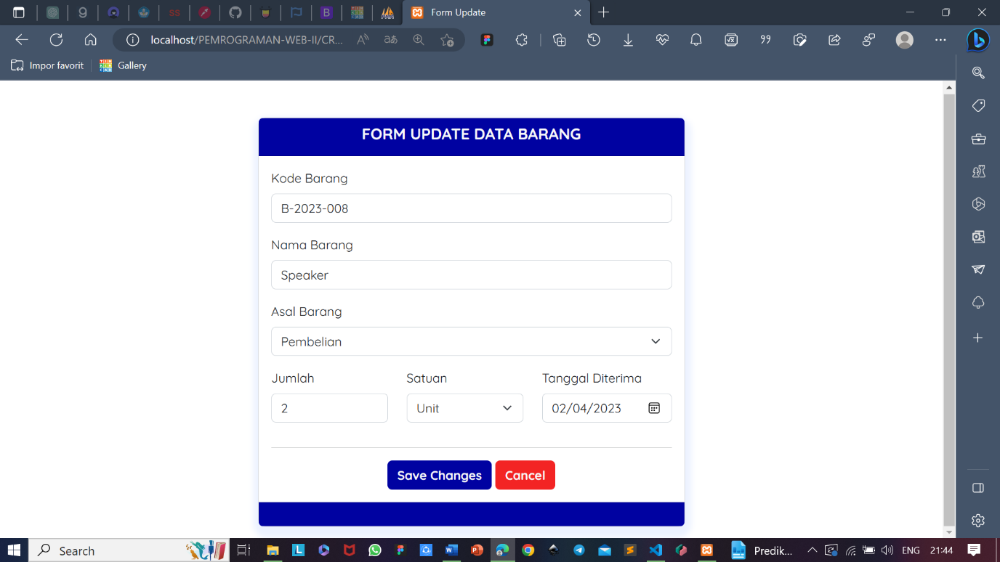 Form Update
localhost/PEMROGRAMAN-WEB-II/CR...
Impor favorit
Gallery
FORM UPDATE DATA BARANG
Kode Barang
B-2023-008
Nama Barang
Speaker
Asal Barang
Pembelian
Jumlah Satuan Tanggal Diterima
2 Unit 02/04/2023
Save Changes Cancel
Search Predik... ENG 21:44